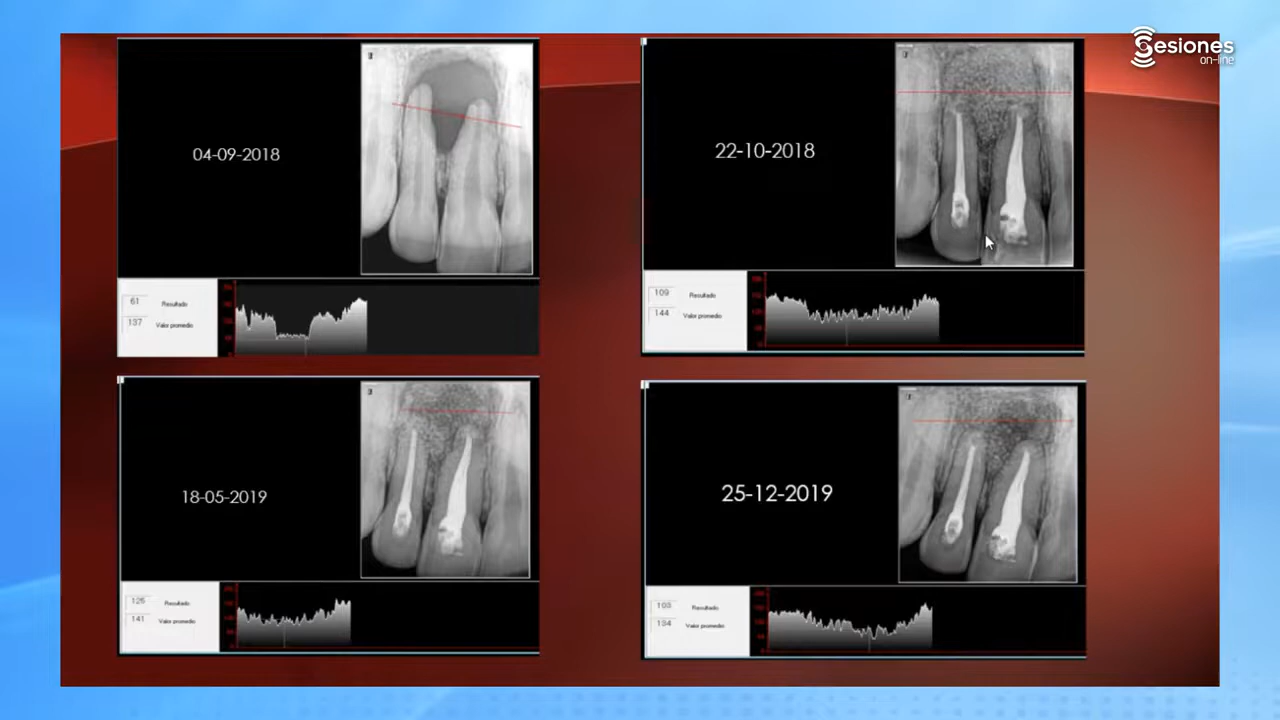 Sesiones
on-line
04-09-2018
61 Resultado
137 Valor promedio
22-10-2018
109 Resultado
144 Valor promedio
18-05-2019
126 Resultado
141 Valor promedio
25-12-2019
103 Resultado
134 Valor promedio